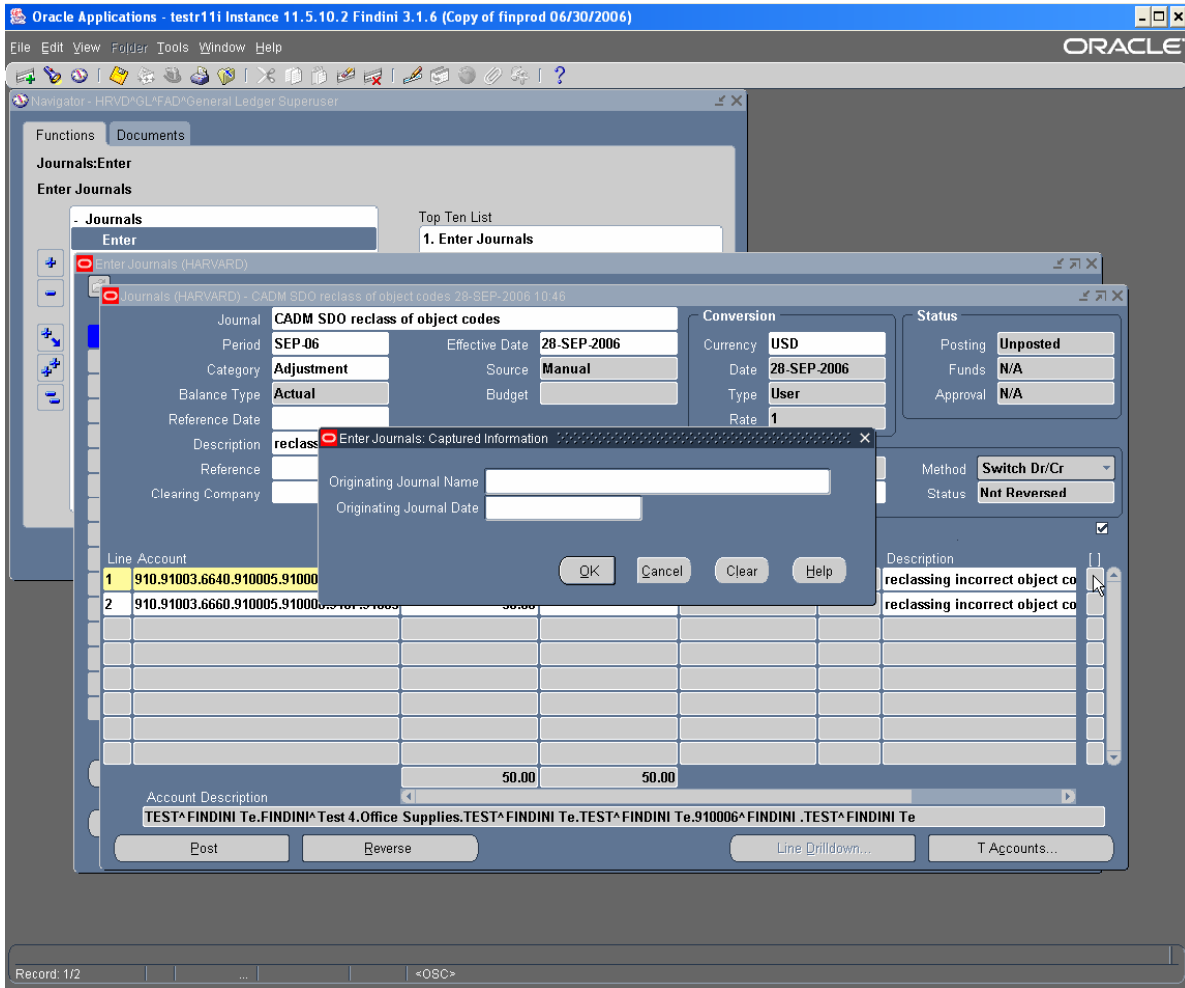 Oracle Applications - testr11i Instance 11.5.10.2 Findini 3.1.6 (Copy of finprod 06/30/2006)
File Edit View Folder Tools Window Help
ORACLE
Navigator - HRVD^GL^FAD^General Ledger Superuser
Functions Documents
Journals:Enter
Enter Journals
- Journals
Enter
Top Ten List
1. Enter Journals
Enter Journals (HARVARD)
Journals (HARVARD) - CADM SDO reclass of object codes 28-SEP-2006 10:46
Journal CADM SDO reclass of object codes
Period SEP-06 Effective Date 28-SEP-2006
Category Adjustment Source Manual
Balance Type Actual Budget
Reference Date
Description reclass
Reference
Clearing Company
Conversion
Currency USD
Date 28-SEP-2006
Type User
Rate 1
Status
Posting Unposted
Funds N/A
Approval N/A
Method Switch Dr/Cr
Status Not Reversed
Enter Journals: Captured Information
Originating Journal Name
Originating Journal Date
OK Cancel Clear Help
Line Account Description [ ]
1 910.91003.6640.910005.91000 reclassing incorrect object co
2 910.91003.6660.910005. reclassing incorrect object co
50.00 50.00
Account Description
TEST^FINDINI Te.FINDINI^Test 4.Office Supplies.TEST^FINDINI Te.TEST^FINDINI Te.910006^FINDINI .TEST^FINDINI Te
Post Reverse Line Drilldown... T Accounts...
Record: 1/2 ... <OSC>